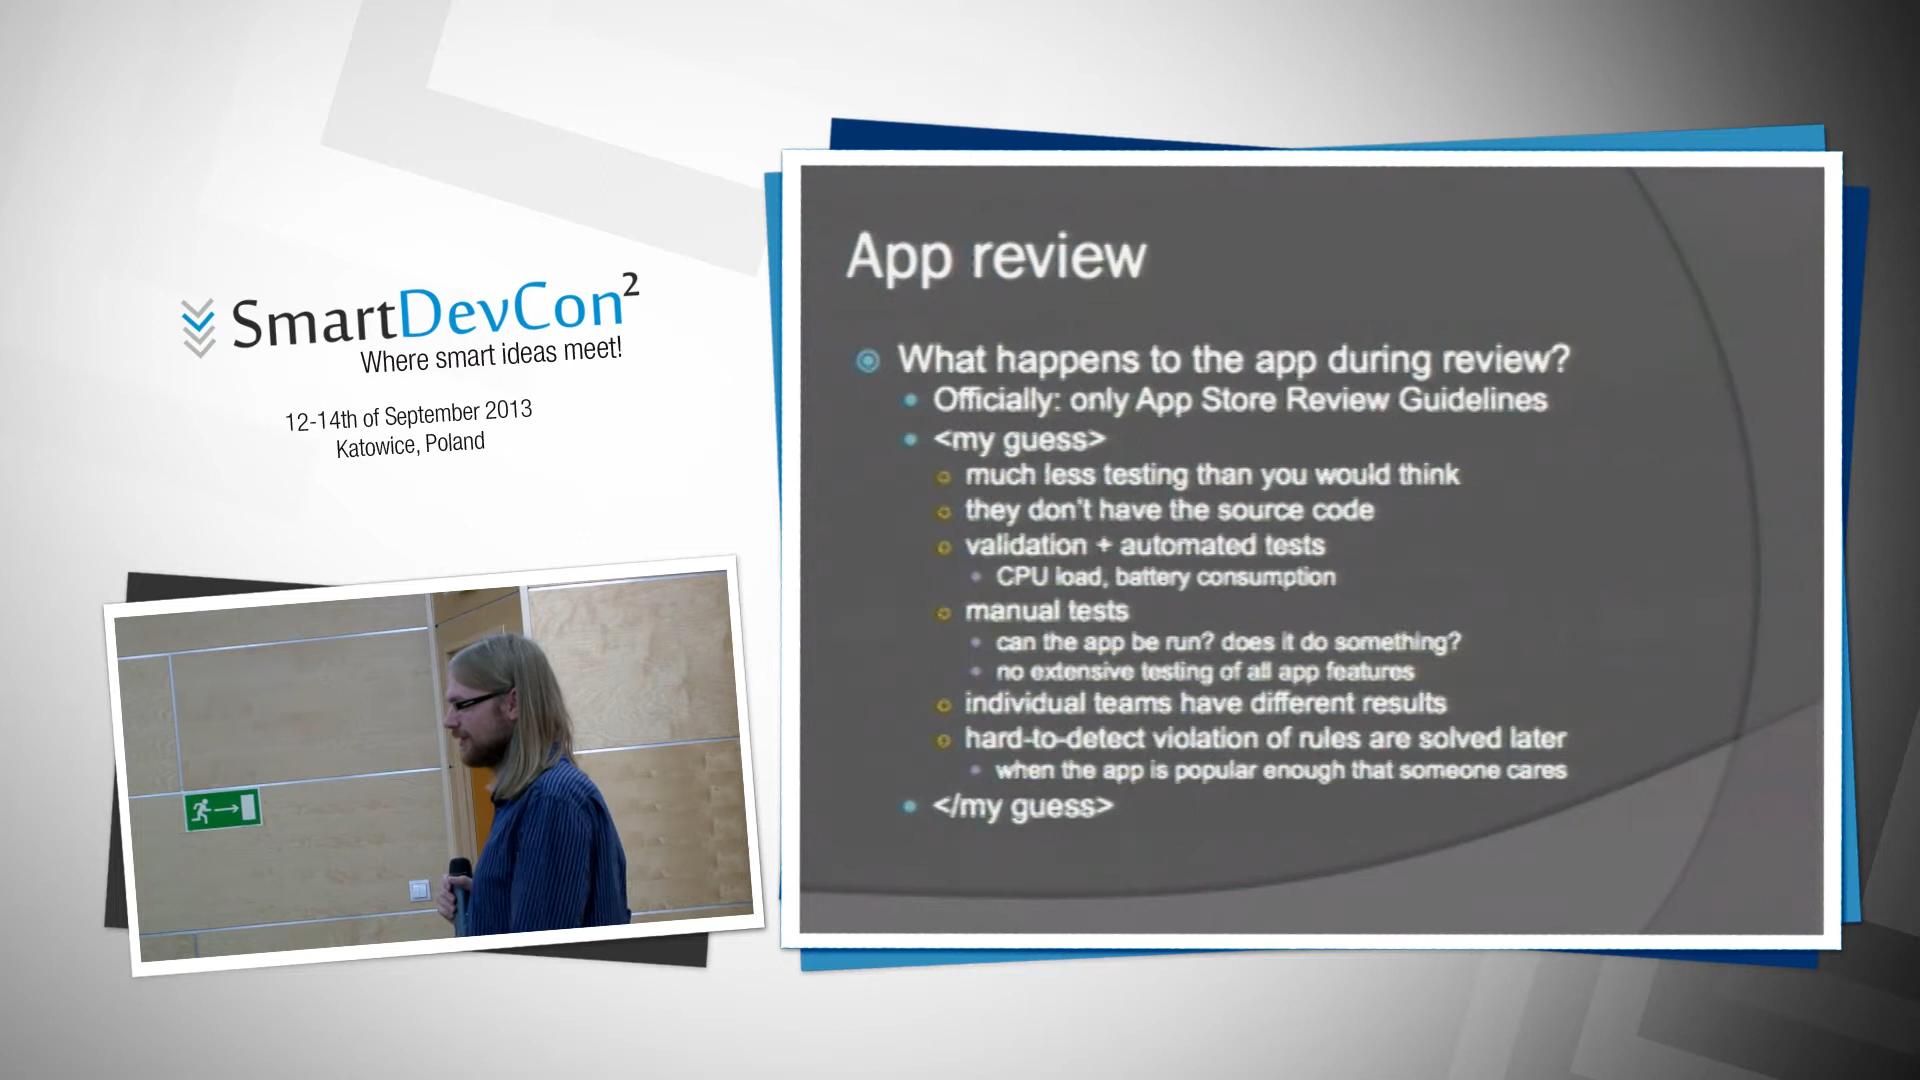 SmartDevCon²
Where smart ideas meet!
12-14th of September 2013
Katowice, Poland
App review
What happens to the app during review?
Officially: only App Store Review Guidelines
<my guess>
much less testing than you would think
they don't have the source code
validation + automated tests
CPU load, battery consumption
manual tests
can the app be run? does it do something?
no extensive testing of all app features
individual teams have different results
hard-to-detect violation of rules are solved later
when the app is popular enough that someone cares
</my guess>